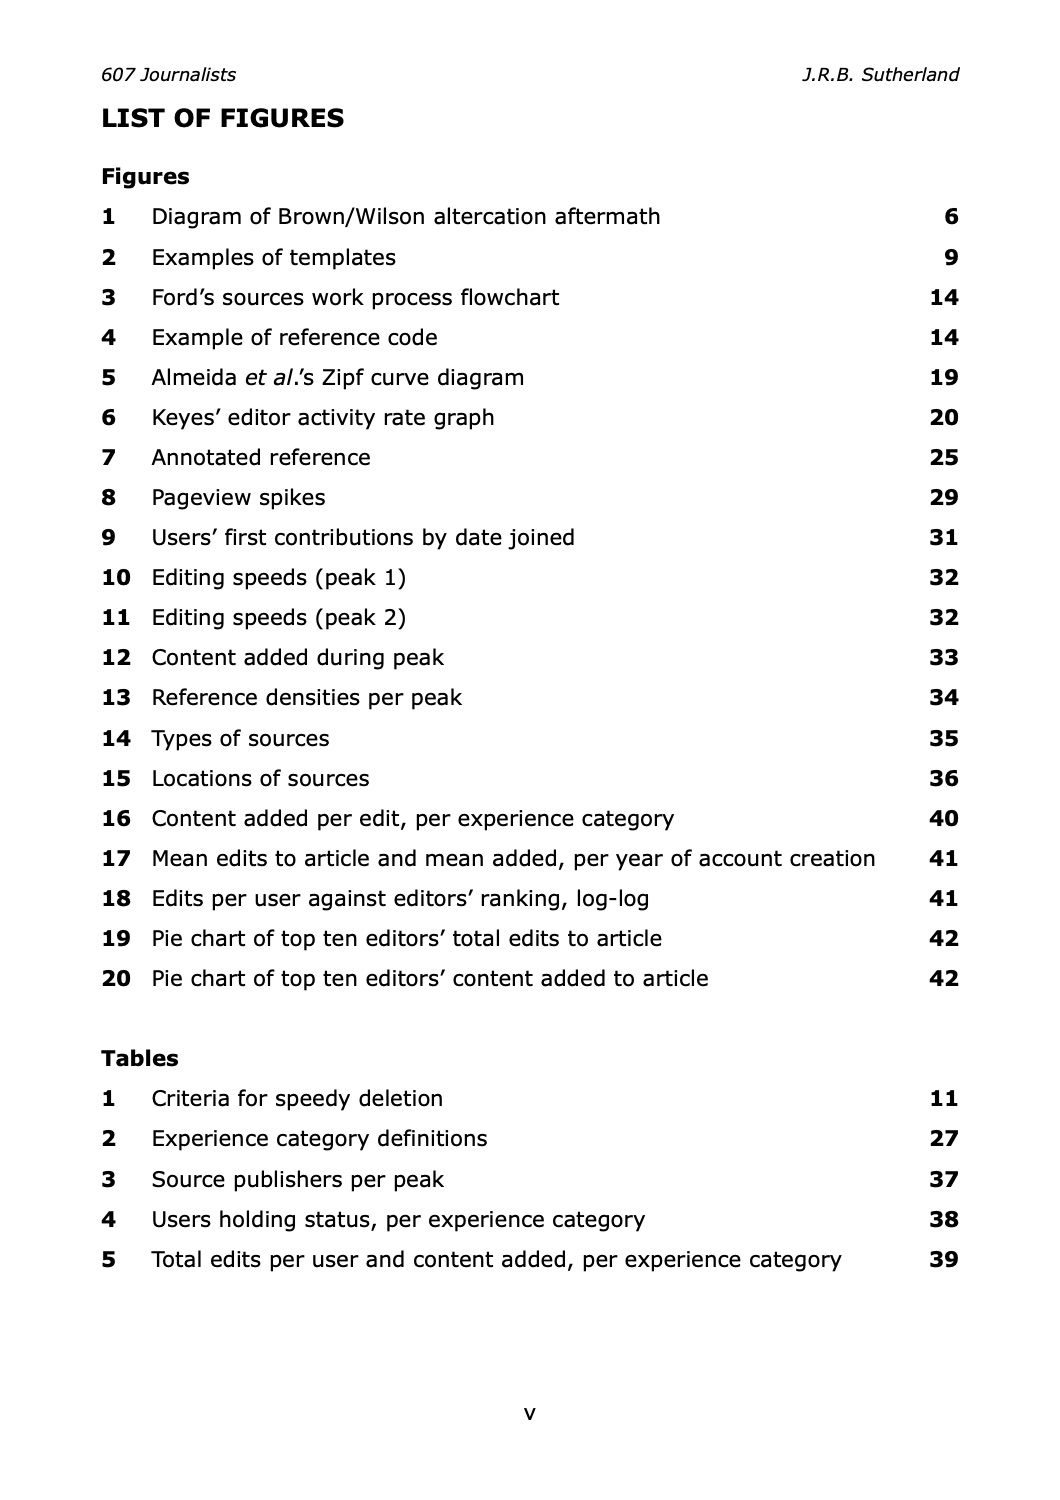 607 Journalists J.R.B. Sutherland
LIST OF FIGURES
Figures
1 Diagram of Brown/Wilson altercation aftermath 6
2 Examples of templates 9
3 Ford’s sources work process flowchart 14
4 Example of reference code 14
5 Almeida et al.’s Zipf curve diagram 19
6 Keyes’ editor activity rate graph 20
7 Annotated reference 25
8 Pageview spikes 29
9 Users’ first contributions by date joined 31
10 Editing speeds (peak 1) 32
11 Editing speeds (peak 2) 32
12 Content added during peak 33
13 Reference densities per peak 34
14 Types of sources 35
15 Locations of sources 36
16 Content added per edit, per experience category 40
17 Mean edits to article and mean added, per year of account creation 41
18 Edits per user against editors’ ranking, log-log 41
19 Pie chart of top ten editors’ total edits to article 42
20 Pie chart of top ten editors’ content added to article 42
Tables
1 Criteria for speedy deletion 11
2 Experience category definitions 27
3 Source publishers per peak 37
4 Users holding status, per experience category 38
5 Total edits per user and content added, per experience category 39
v